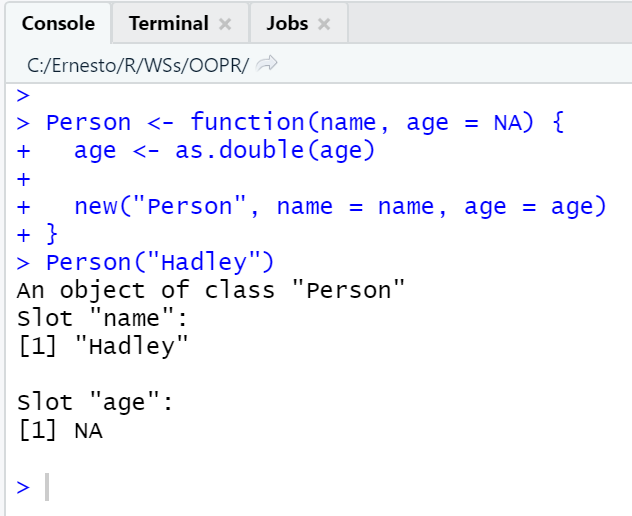 Console Terminal × Jobs ×
C:/Ernesto/R/WSs/OOPR/
>
> Person <- function(name, age = NA) {
+   age <- as.double(age)
+
+   new("Person", name = name, age = age)
+ }
> Person("Hadley")
An object of class "Person"
Slot "name":
[1] "Hadley"

Slot "age":
[1] NA

>